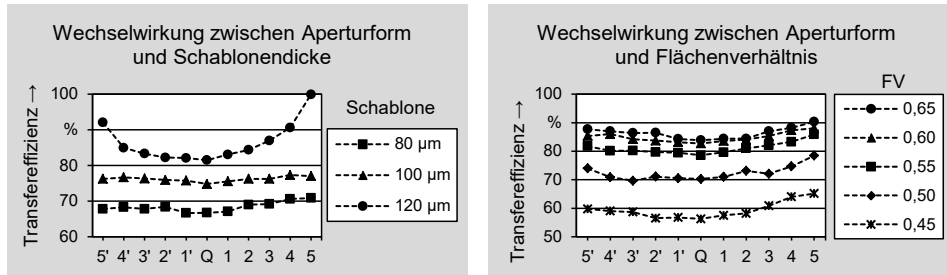 Wechselwirkung zwischen Aperturform
und Schablonendicke
Transfereffizienz →
100
%
80
70
60
5' 4' 3' 2' 1' Q 1 2 3 4 5
Schablone
80 µm
100 µm
120 µm
Wechselwirkung zwischen Aperturform
und Flächenverhältnis
Transfereffizienz →
100
%
80
70
60
50
5' 4' 3' 2' 1' Q 1 2 3 4 5
FV
0,65
0,60
0,55
0,50
0,45